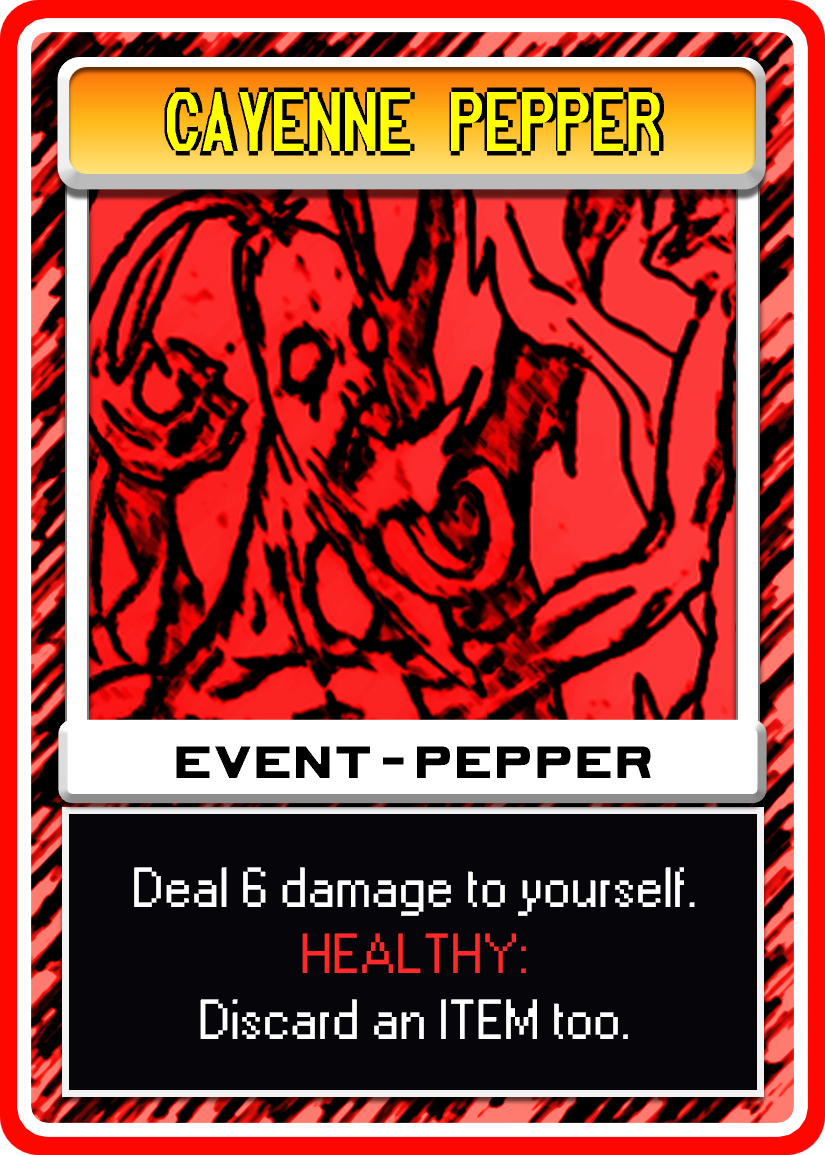 CAYENNE PEPPER
EVENT-PEPPER
Deal 6 damage to yourself.
HEALTHY:
Discard an ITEM too.